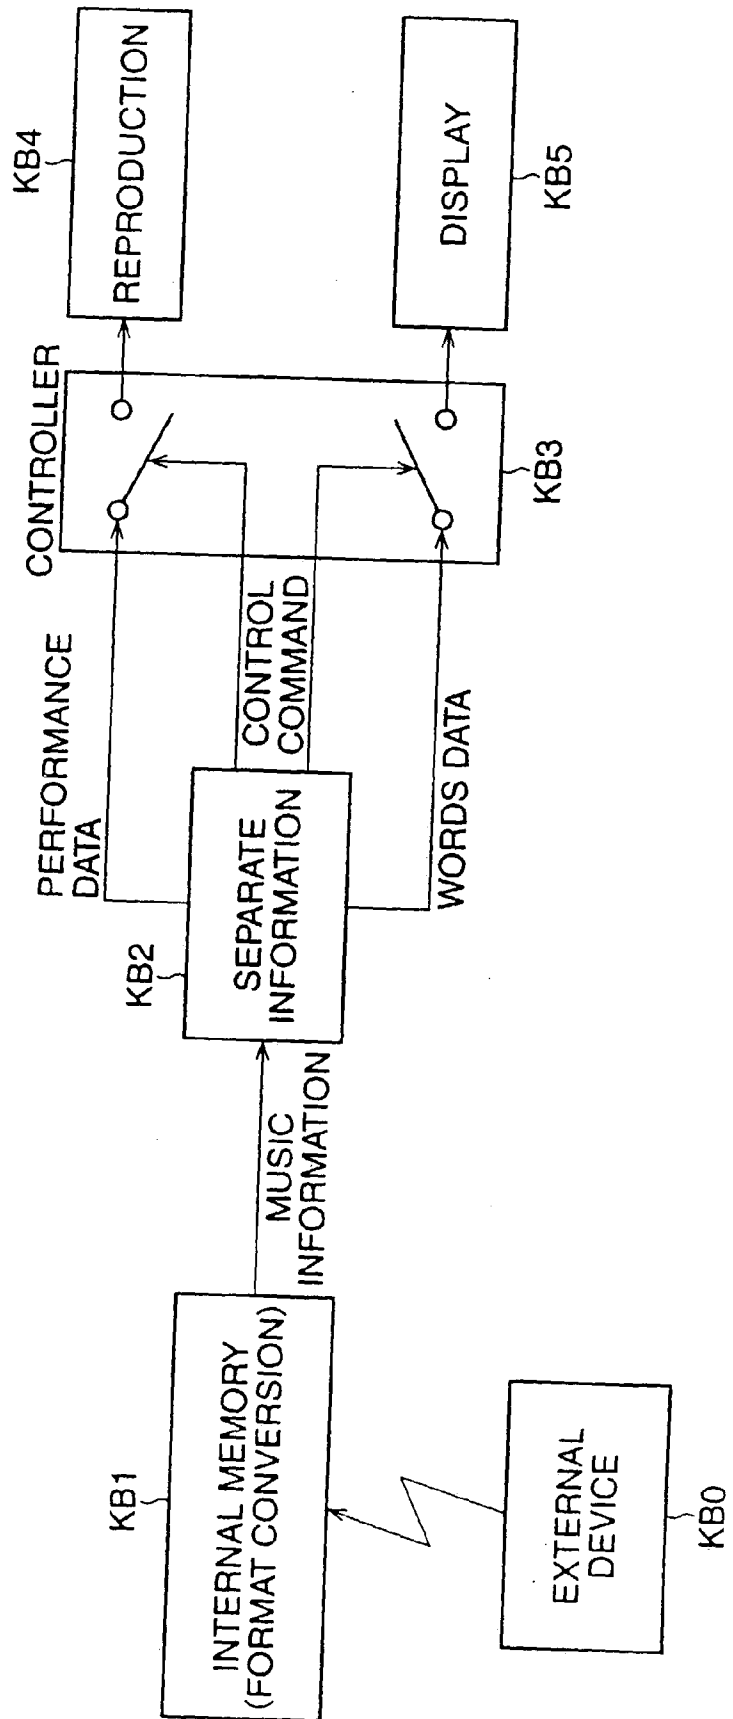 KB1
INTERNAL MEMORY
(FORMAT CONVERSION)
EXTERNAL
DEVICE
KB0
MUSIC
INFORMATION
KB2
SEPARATE
INFORMATION
PERFORMANCE
DATA
CONTROL
COMMAND
WORDS DATA
CONTROLLER
KB3
KB4
REPRODUCTION
DISPLAY
KB5